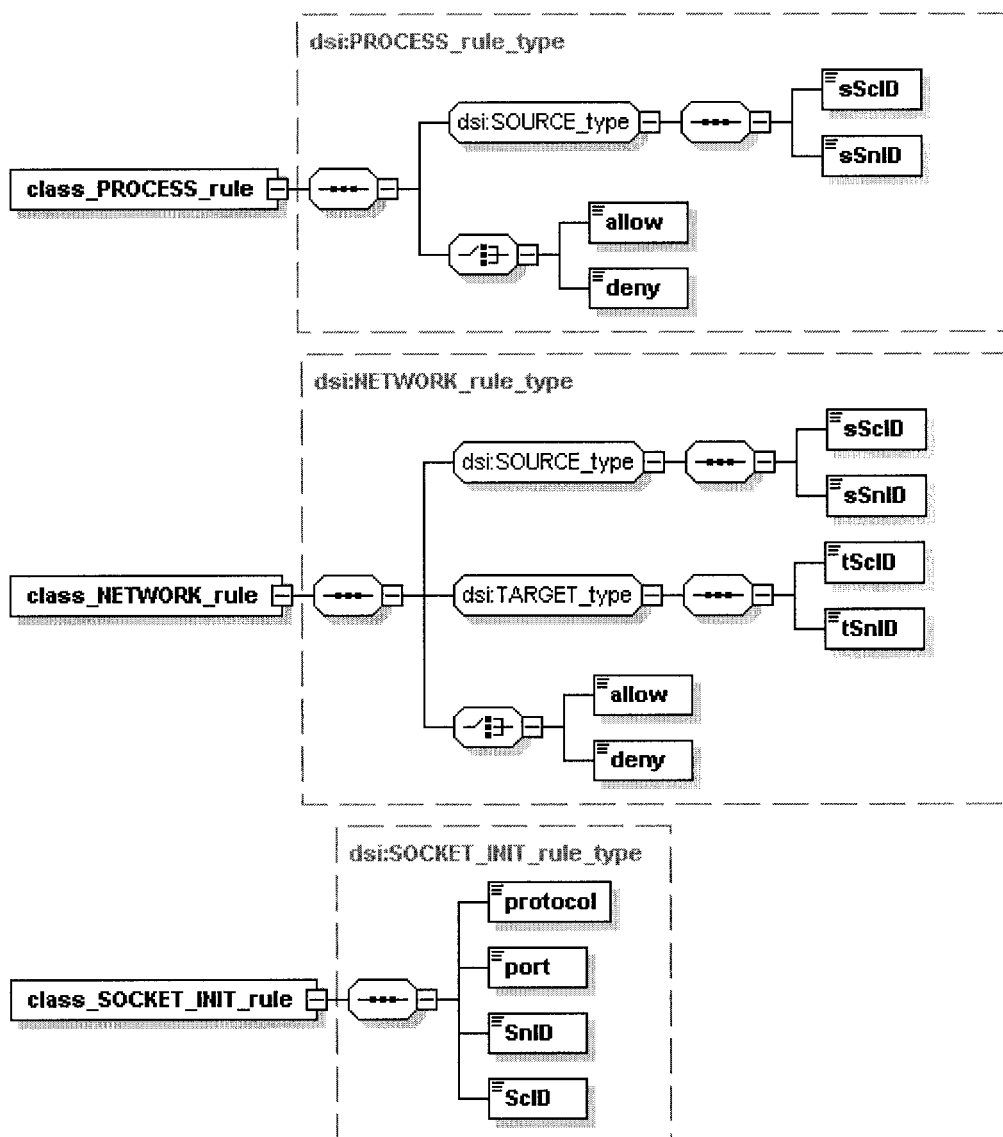 dsi:PROCESS_rule_type
sScID
dsi:SOURCE_type
sSnID
class_PROCESS_rule
allow
deny
dsi:NETWORK_rule_type
sScID
dsi:SOURCE_type
sSnID
tScID
class_NETWORK_rule
dsi:TARGET_type
tSnID
allow
deny
dsi:SOCKET_INIT_rule_type
protocol
port
class_SOCKET_INIT_rule
SnID
ScID